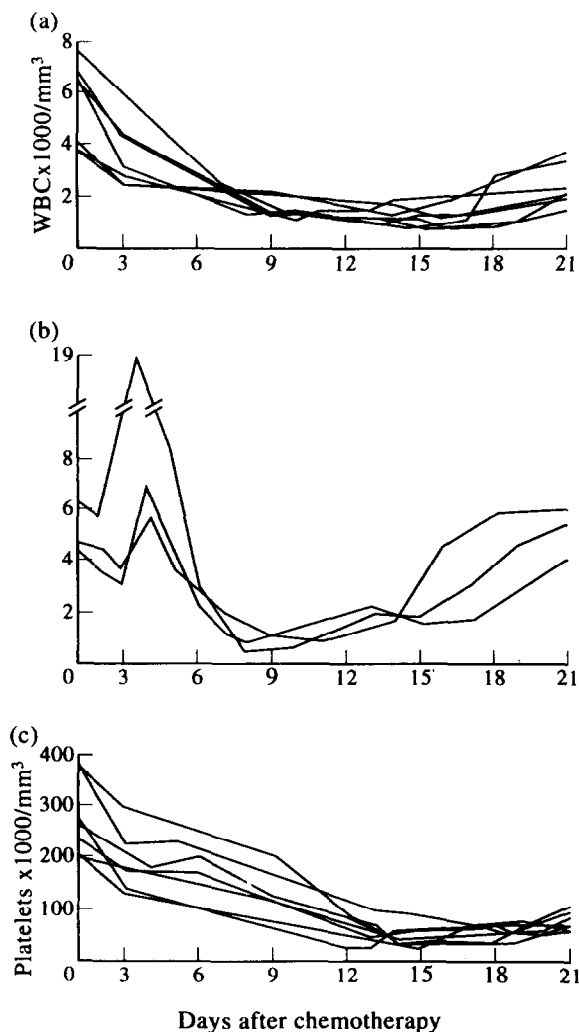 (a)
WBCx1000/mm³
8
6
4
2
0 3 6 9 12 15 18 21
(b)
19
8
6
4
2
0 3 6 9 12 15 18 21
(c)
Platelets x1000/mm³
400
300
200
100
0 3 6 9 12 15 18 21
Days after chemotherapy